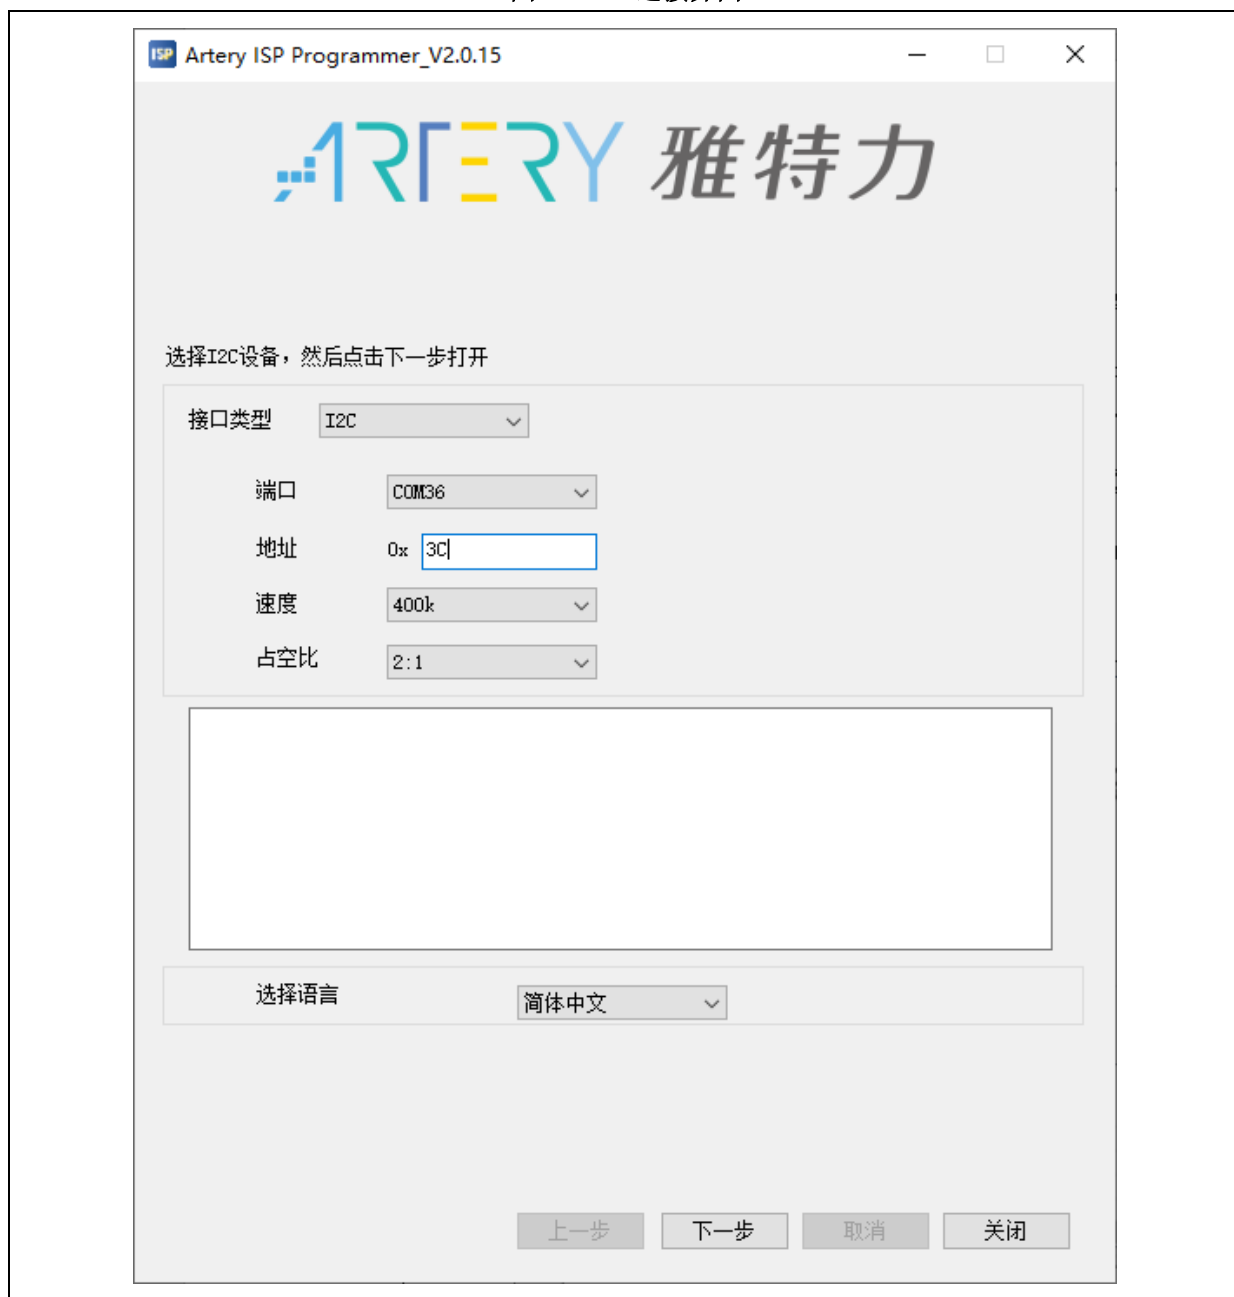 ISP Artery ISP Programmer_V2.0.15
ARTERY 雅特力
选择I2C设备，然后点击下一步打开
接口类型 I2C
端口 COM36
地址 0x 3C
速度 400k
占空比 2:1
选择语言 简体中文
上一步 下一步 取消 关闭